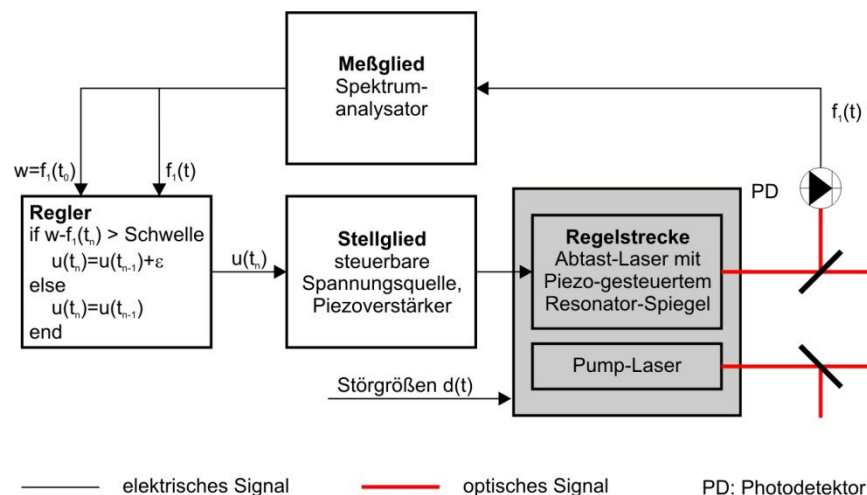 Meßglied
Spektrum-
analysator
f₁(t)
w=f₁(t₀)
f₁(t)
PD
Regler
if w-f₁(tₙ) > Schwelle
u(tₙ)=u(tₙ₋₁)+ε
else
u(tₙ)=u(tₙ₋₁)
end
u(tₙ)
Stellglied
steuerbare
Spannungsquelle,
Piezoverstärker
Regelstrecke
Abtast-Laser mit
Piezo-gesteuertem
Resonator-Spiegel
Pump-Laser
Störgrößen d(t)
elektrisches Signal
optisches Signal
PD: Photodetektor